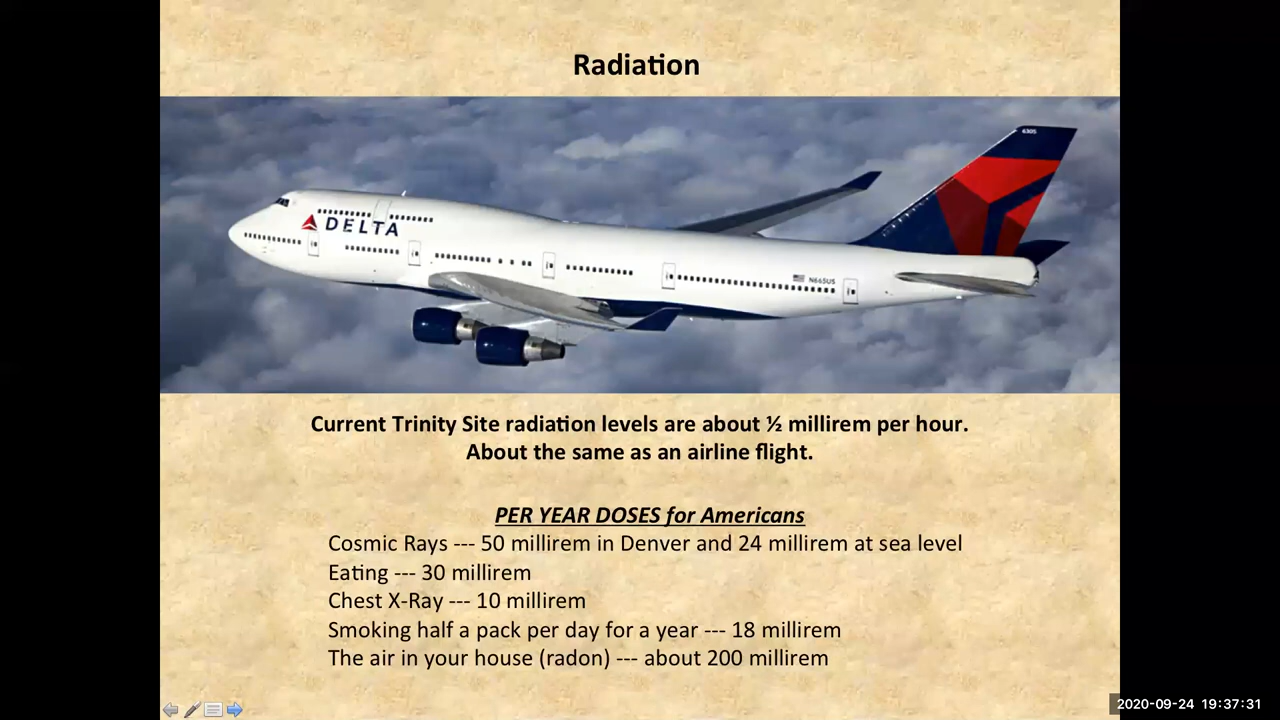 Radiation
6305
DELTA
N665US
Current Trinity Site radiation levels are about ½ millirem per hour.
About the same as an airline flight.
PER YEAR DOSES for Americans
Cosmic Rays --- 50 millirem in Denver and 24 millirem at sea level
Eating --- 30 millirem
Chest X-Ray --- 10 millirem
Smoking half a pack per day for a year --- 18 millirem
The air in your house (radon) --- about 200 millirem
2020-09-24 19:37:31